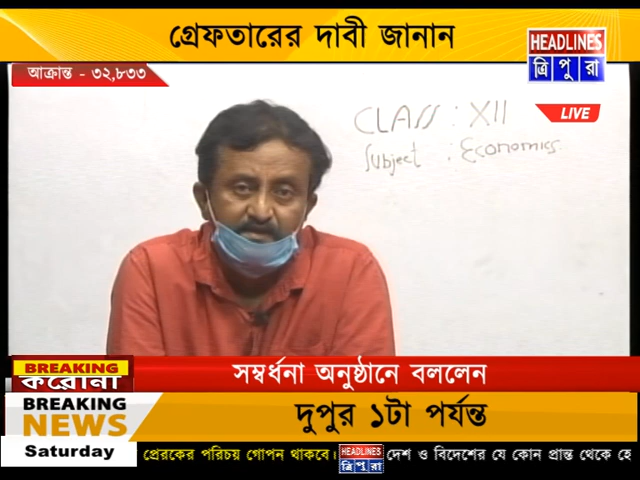 গ্রেফতারের দাবী জানান
HEADLINES
ত্রিপুরা
আক্রান্ত - ৩২,৮৩৩
LIVE
CLASS : XII
Subject : Economics
BREAKING
করোনা
সম্বর্ধনা অনুষ্ঠানে বললেন
BREAKING
NEWS
দুপুর ১টা পর্যন্ত
Saturday
প্রেরকের পরিচয় গোপন থাকবে।
HEADLINES
ত্রিপুরা
দেশ ও বিদেশের যে কোন প্রান্ত থেকে হে